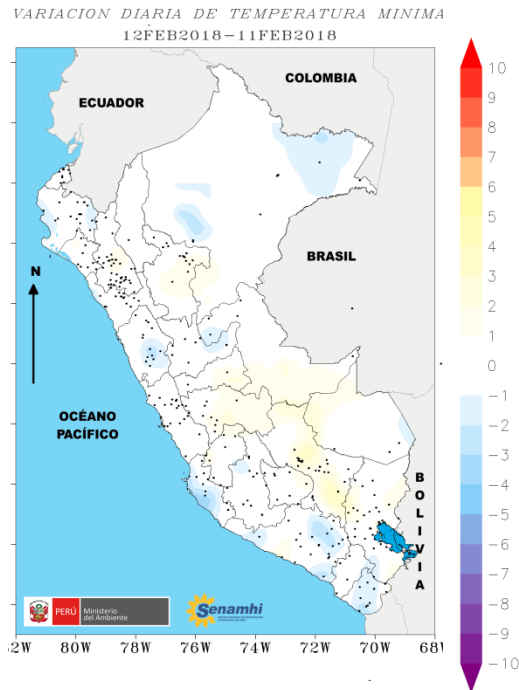 VARIACION DIARIA DE TEMPERATURA MINIMA
12FEB2018−11FEB2018
COLOMBIA
ECUADOR
BRASIL
N
OCÉANO
PACÍFICO
BOLIVIA
PERÚ
Ministerio
del Ambiente
Senamhi
10
9
8
7
6
5
4
3
2
1
0
−1
−2
−3
−4
−5
−6
−7
−8
−9
−10
80W 78W 76W 74W 72W 70W